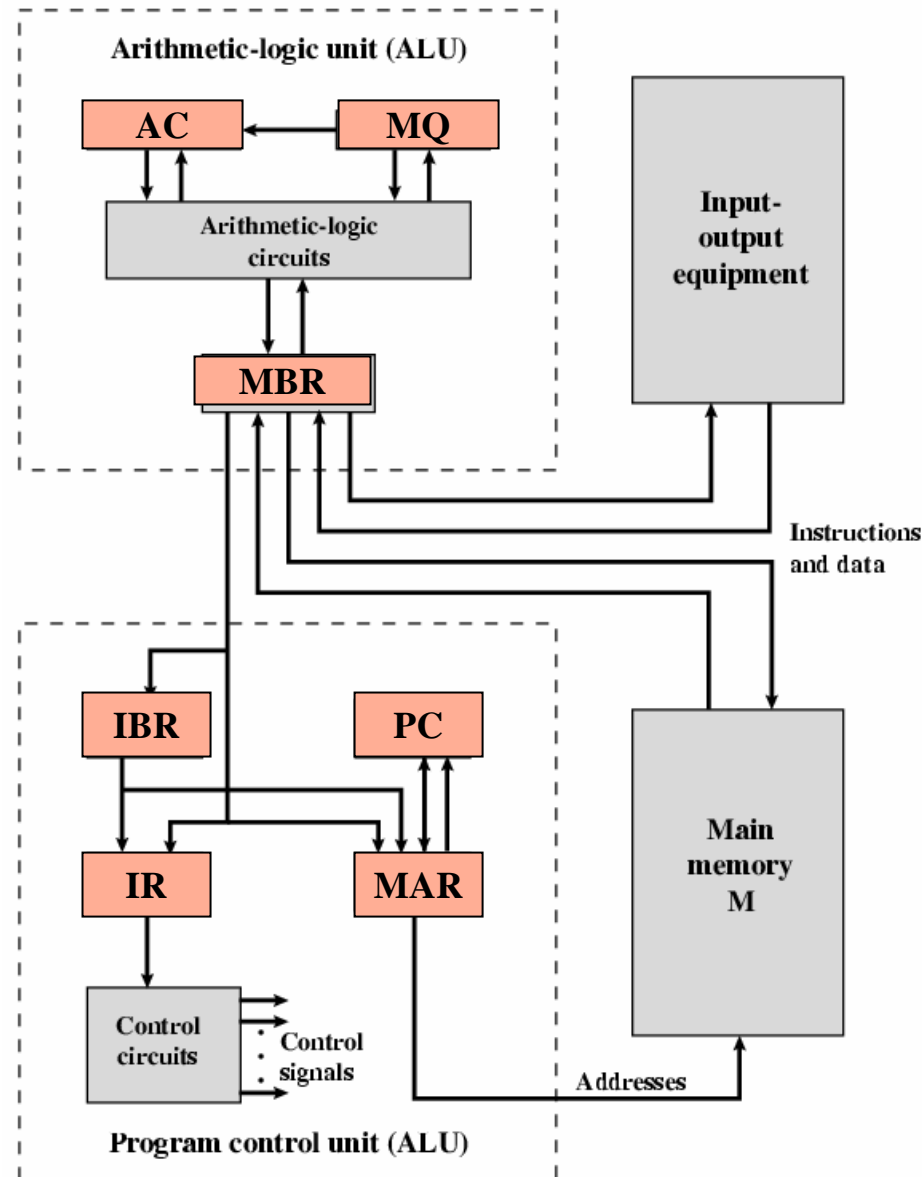 Arithmetic-logic unit (ALU)
AC
MQ
Arithmetic-logic
circuits
MBR
Input-
output
equipment
Instructions
and data
IBR
PC
IR
MAR
Main
memory
M
Control
circuits
Control
signals
Addresses
Program control unit (ALU)